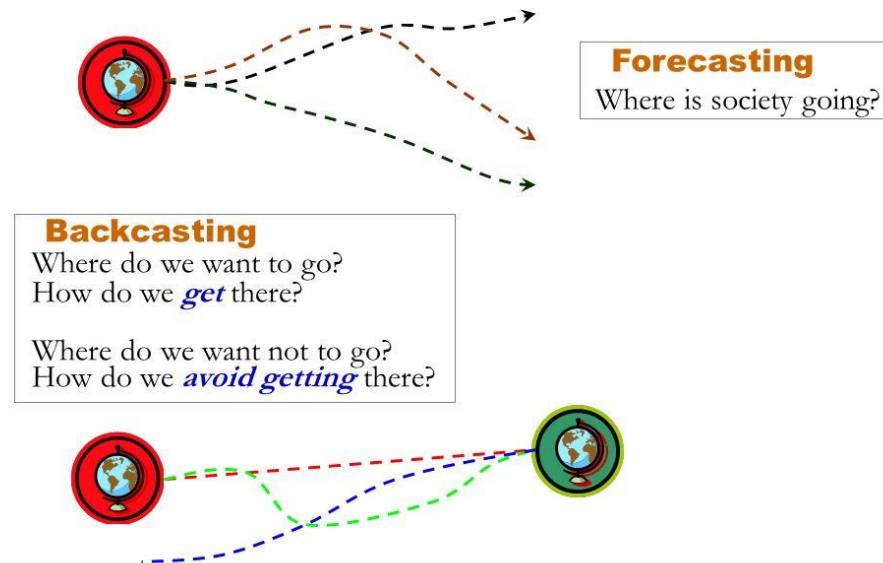 Forecasting
Where is society going?
Backcasting
Where do we want to go?
How do we get there?
Where do we want not to go?
How do we avoid getting there?